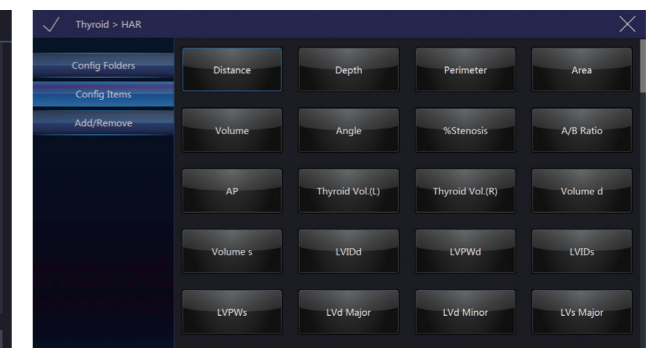 Thyroid > HAR
Config Folders
Config Items
Add/Remove
Distance Depth Perimeter Area
Volume Angle %Stenosis A/B Ratio
AP Thyroid Vol.(L) Thyroid Vol.(R) Volume d
Volume s LVIDd LVPWd LVIDs
LVPWs LVd Major LVd Minor LVs Major